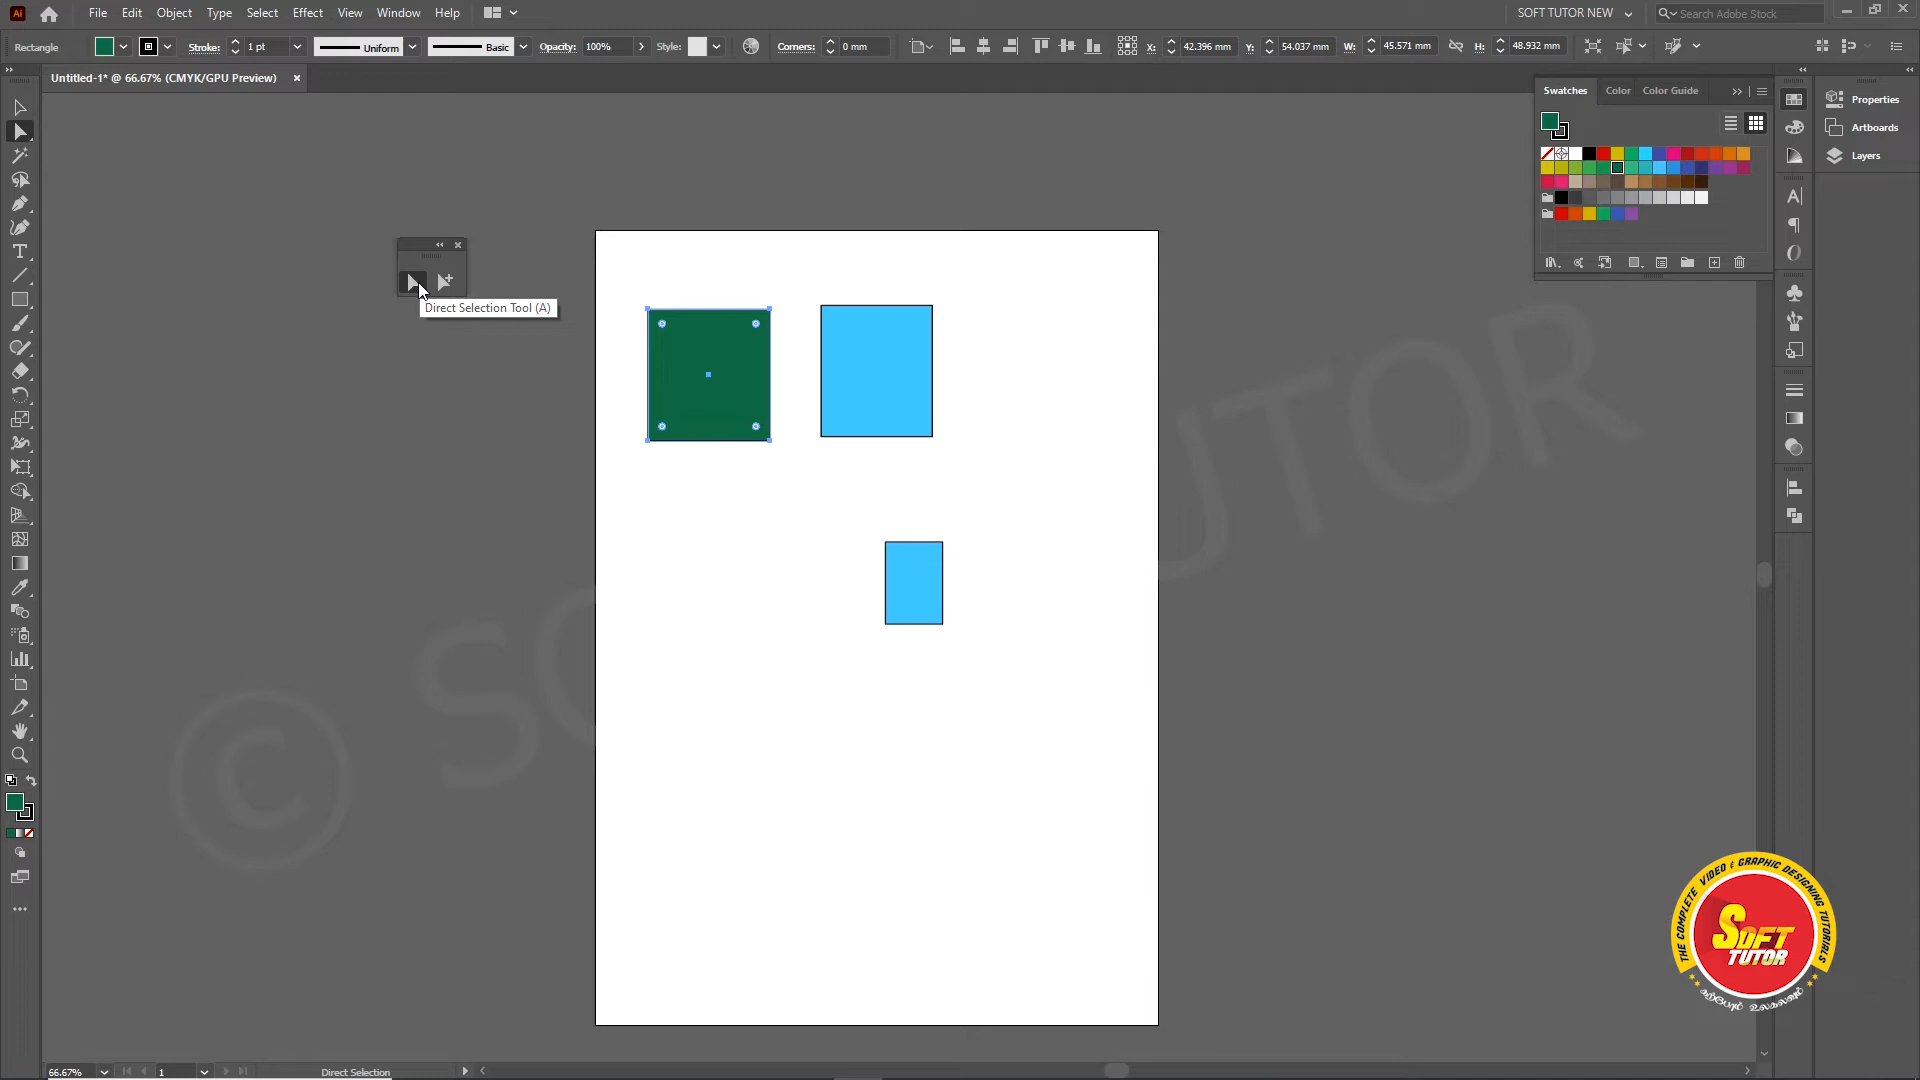 File Edit Object Type Select Effect View Window Help SOFT TUTOR NEW Search Adobe Stock
Rectangle Stroke: 1 pt Uniform Basic Opacity: 100% Style: Corners: 0 mm X: 42.396 mm Y: 54.037 mm W: 45.571 mm H: 48.932 mm
Untitled-1* @ 66.67% (CMYK/GPU Preview)
Swatches Color Color Guide
Properties
Artboards
Layers
Direct Selection Tool (A)
© SOFT TUTOR
THE COMPLETE VIDEO & GRAPHIC DESIGNING TUTORIALS
SOFT
TUTOR
66.67% 1 Direct Selection